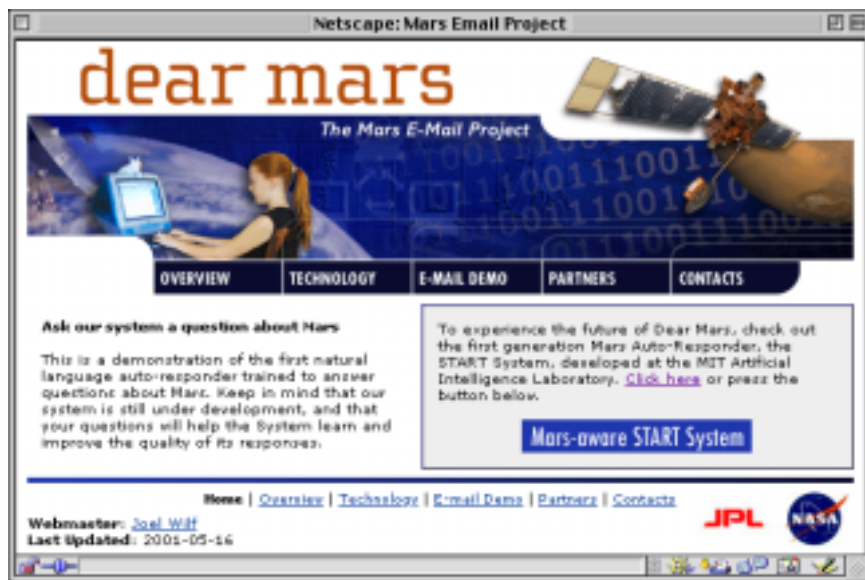 Netscape: Mars Email Project
dear mars
The Mars E-Mail Project
OVERVIEW TECHNOLOGY E-MAIL DEMO PARTNERS CONTACTS
Ask our system a question about Mars
This is a demonstration of the first natural
language auto-responder trained to answer
questions about Mars. Keep in mind that our
system is still under development, and that
your questions will help the System learn and
improve the quality of its responses.
To experience the future of Dear Mars, check out
the first generation Mars Auto-Responder, the
START System, developed at the MIT Artificial
Intelligence Laboratory. Click here or press the
button below.
Mars-aware START System
Home | Overview | Technology | E-mail Demo | Partners | Contacts
Webmaster: Joel Wilf
Last Updated: 2001-05-16
JPL
NASA